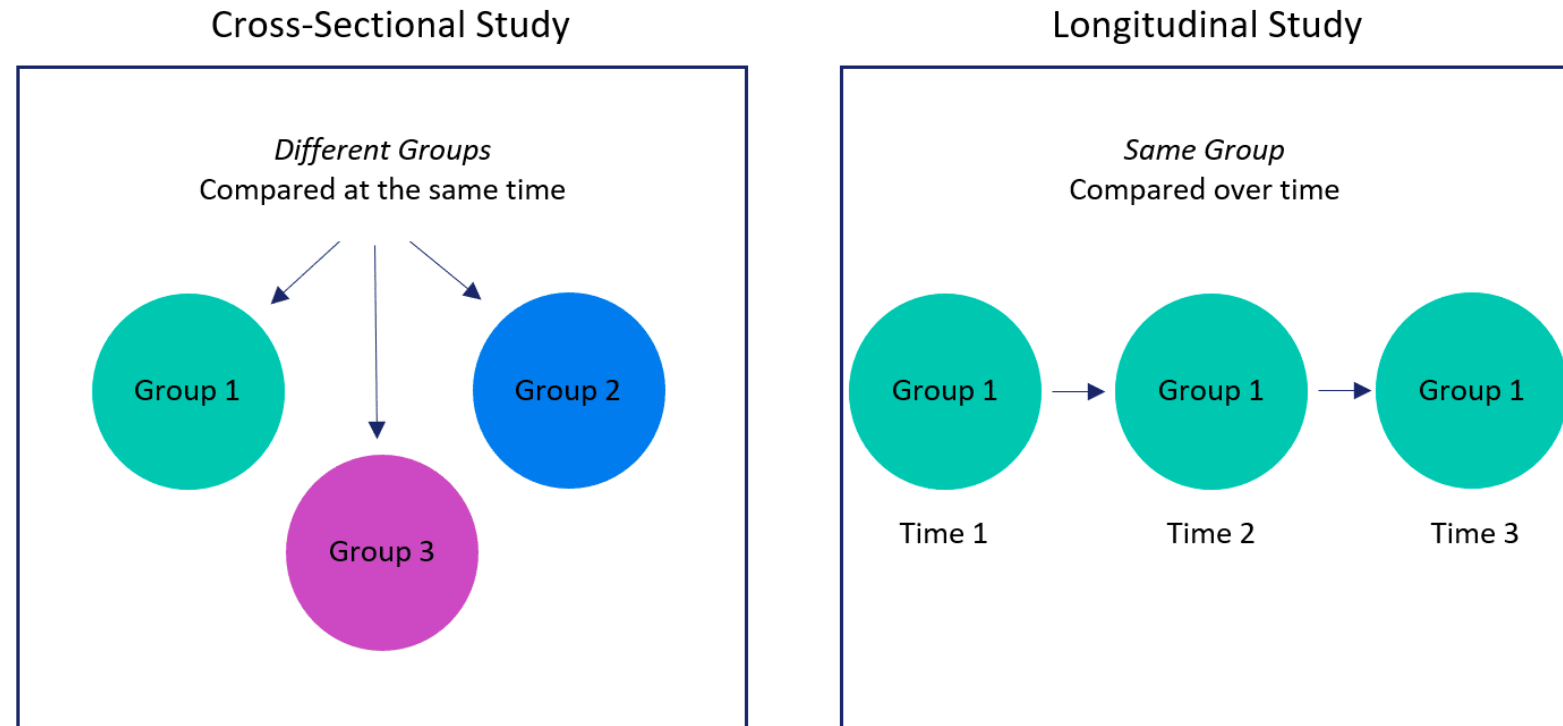 Cross-Sectional Study
Different Groups
Compared at the same time
Group 1
Group 2
Group 3
Longitudinal Study
Same Group
Compared over time
Group 1
Group 1
Group 1
Time 1
Time 2
Time 3